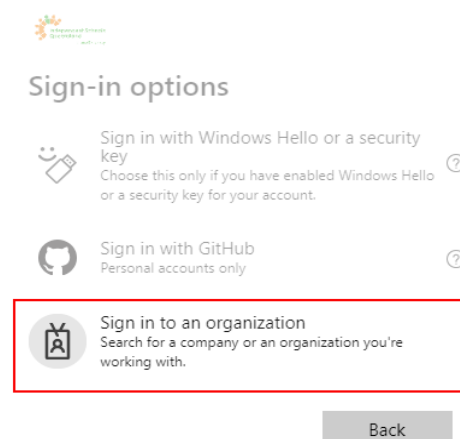 Sign-in options
Sign in with Windows Hello or a security
key
Choose this only if you have enabled Windows Hello
or a security key for your account.
Sign in with GitHub
Personal accounts only
Sign in to an organization
Search for a company or an organization you're
working with.
Back